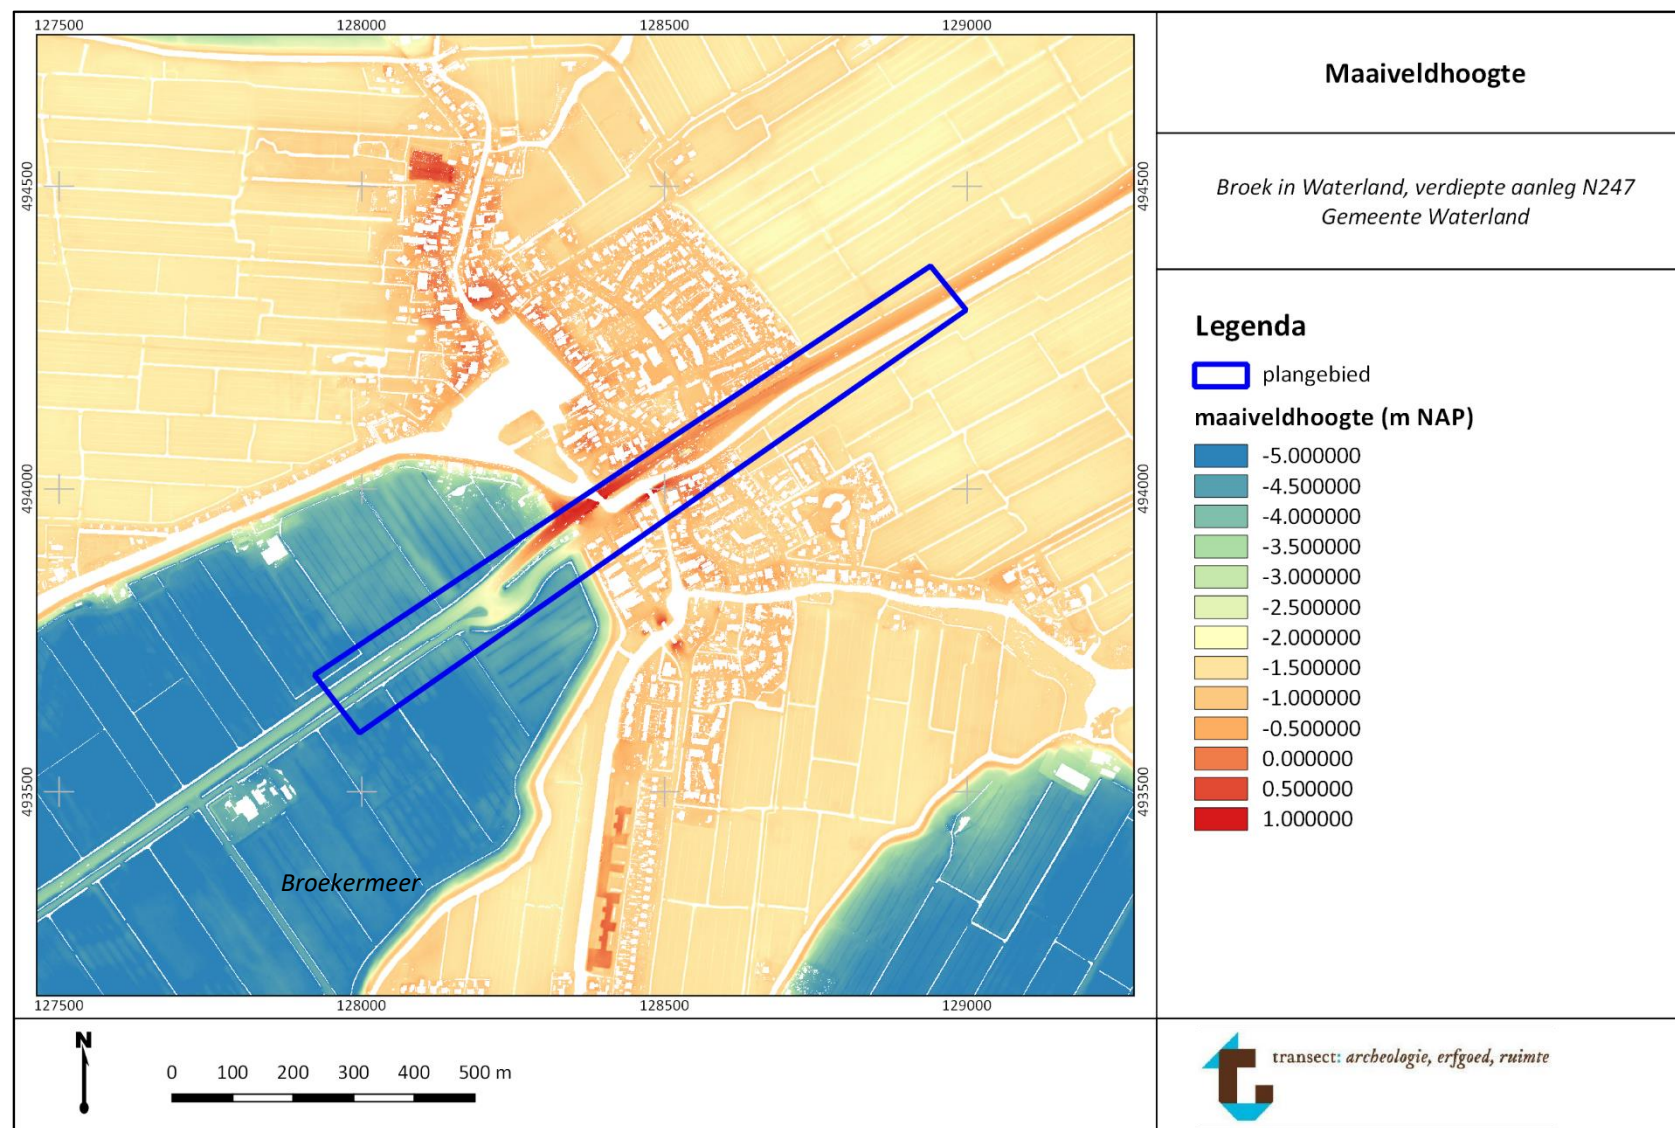 127500 128000 128500 129000
494500 494500
494000 494000
493500 493500
Broekermeer
127500 128000 128500 129000
Maaiveldhoogte
Broek in Waterland, verdiepte aanleg N247
Gemeente Waterland
Legenda
plangebied
maaiveldhoogte (m NAP)
-5.000000
-4.500000
-4.000000
-3.500000
-3.000000
-2.500000
-2.000000
-1.500000
-1.000000
-0.500000
0.000000
0.500000
1.000000
N
0 100 200 300 400 500 m
transect: archeologie, erfgoed, ruimte